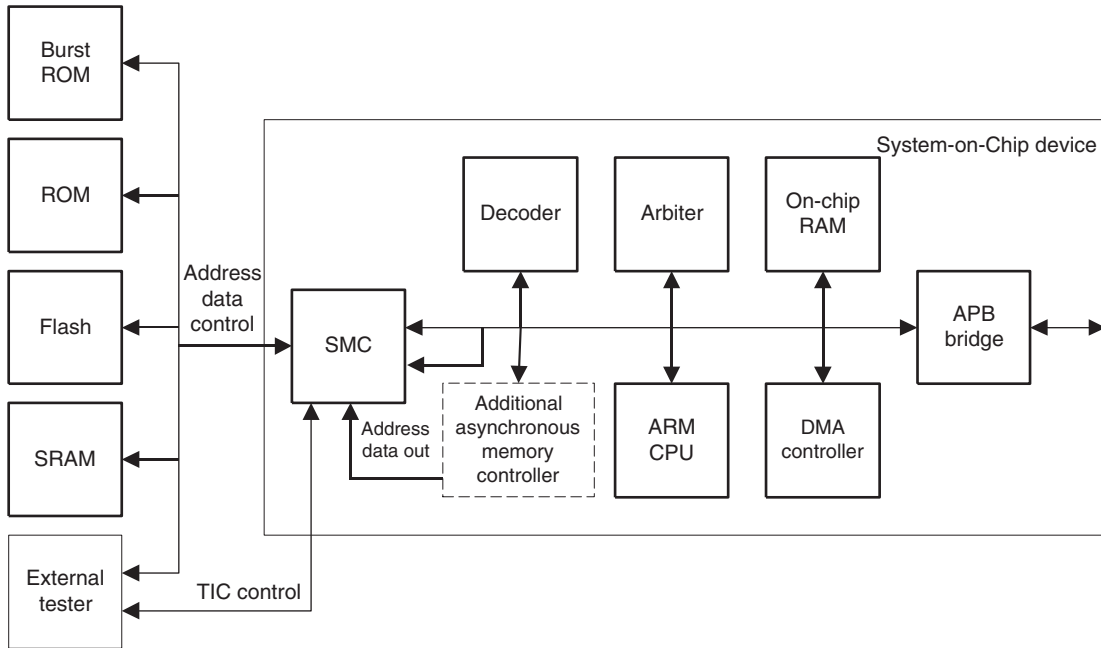 Burst
ROM
System-on-Chip device
ROM
Decoder
Arbiter
On-chip
RAM
Address
data
control
Flash
SMC
APB
bridge
SRAM
Address
data out
Additional
asynchronous
memory
controller
ARM
CPU
DMA
controller
External
tester
TIC control